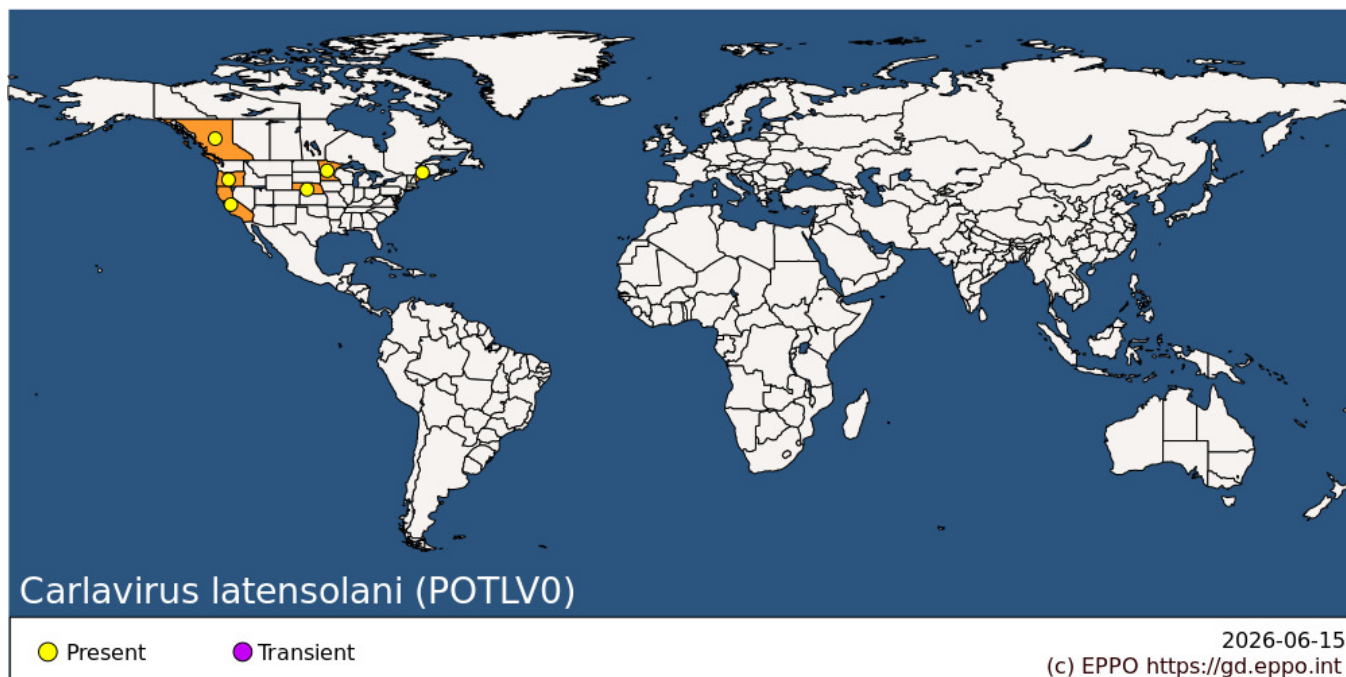 Carlavirus latensolani (POTLV0)
Present
Transient
2026-06-15
(c) EPPO https://gd.eppo.int